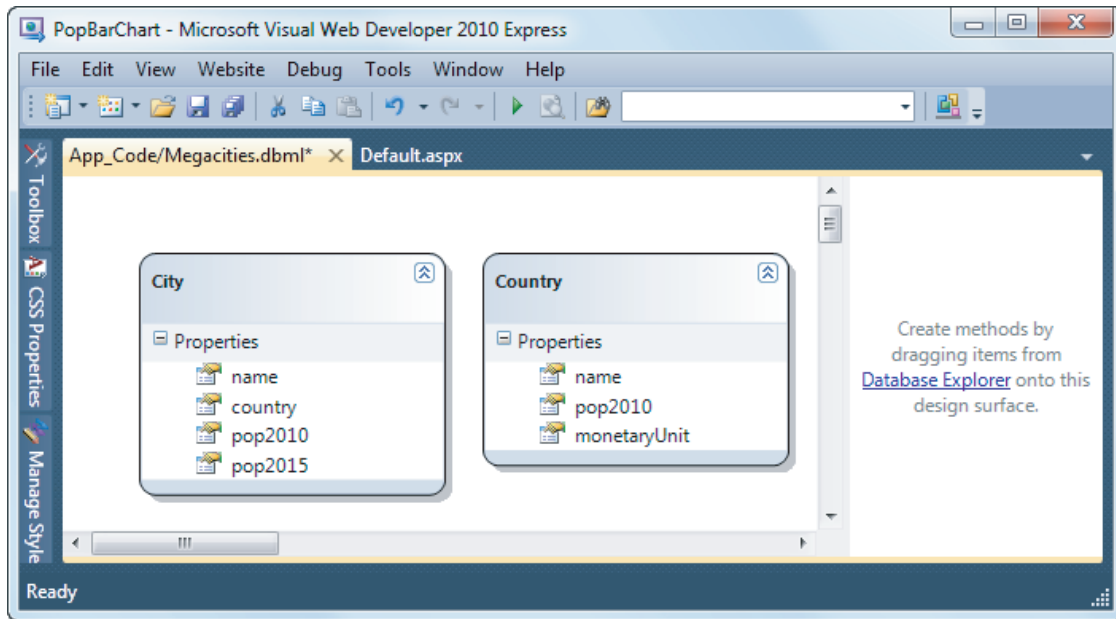 PopBarChart - Microsoft Visual Web Developer 2010 Express
File Edit View Website Debug Tools Window Help
App_Code/Megacities.dbml* Default.aspx
Toolbox
CSS Properties
Manage Style
City
Properties
name
country
pop2010
pop2015
Country
Properties
name
pop2010
monetaryUnit
Create methods by
dragging items from
Database Explorer onto this
design surface.
Ready